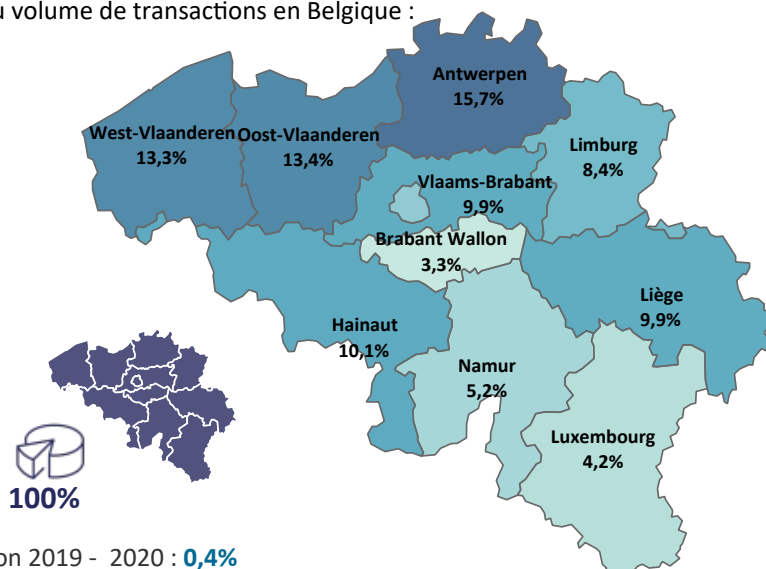 u volume de transactions en Belgique :
Antwerpen
15,7%
West-Vlaanderen
13,3%
Oost-Vlaanderen
13,4%
Limburg
8,4%
Vlaams-Brabant
9,9%
Brabant Wallon
3,3%
Liège
9,9%
Hainaut
10,1%
Namur
5,2%
Luxembourg
4,2%
100%
on 2019 - 2020 : 0,4%